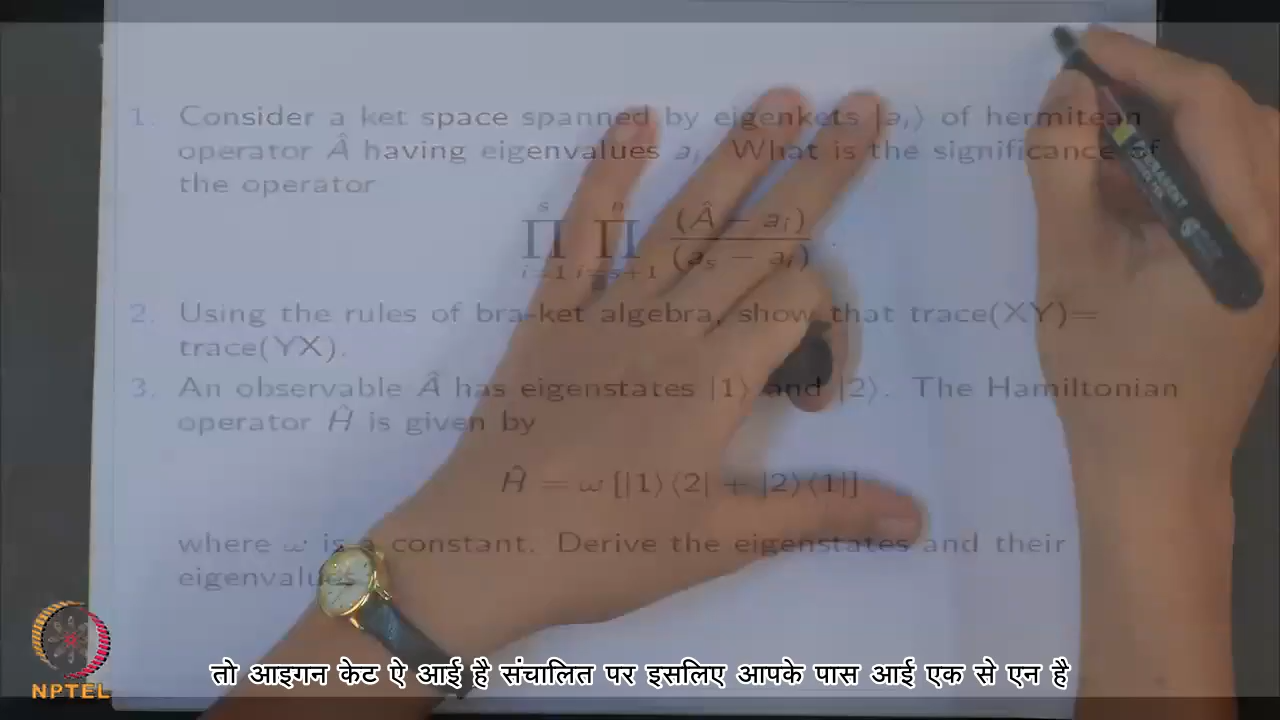 1. Consider a ket space spanned by eigenkets |aᵢ⟩ of hermitean
operator Â having eigenvalues aᵢ. What is the significance of
the operator
s n (Â − aᵢ)
∏ ∏ ─────── .
i=1 i=s+1 (aₛ − aᵢ)
2. Using the rules of bra-ket algebra, show that trace(XY)=
trace(YX).
3. An observable Â has eigenstates |1⟩ and |2⟩. The Hamiltonian
operator Ĥ is given by
Ĥ = ω [|1⟩⟨2| + |2⟩⟨1|]
where ω is a constant. Derive the eigenstates and their
eigenvalues
NPTEL
तो आइगन केट ऐ आई है संचालित पर इसलिए आपके पास आई एक से एन है